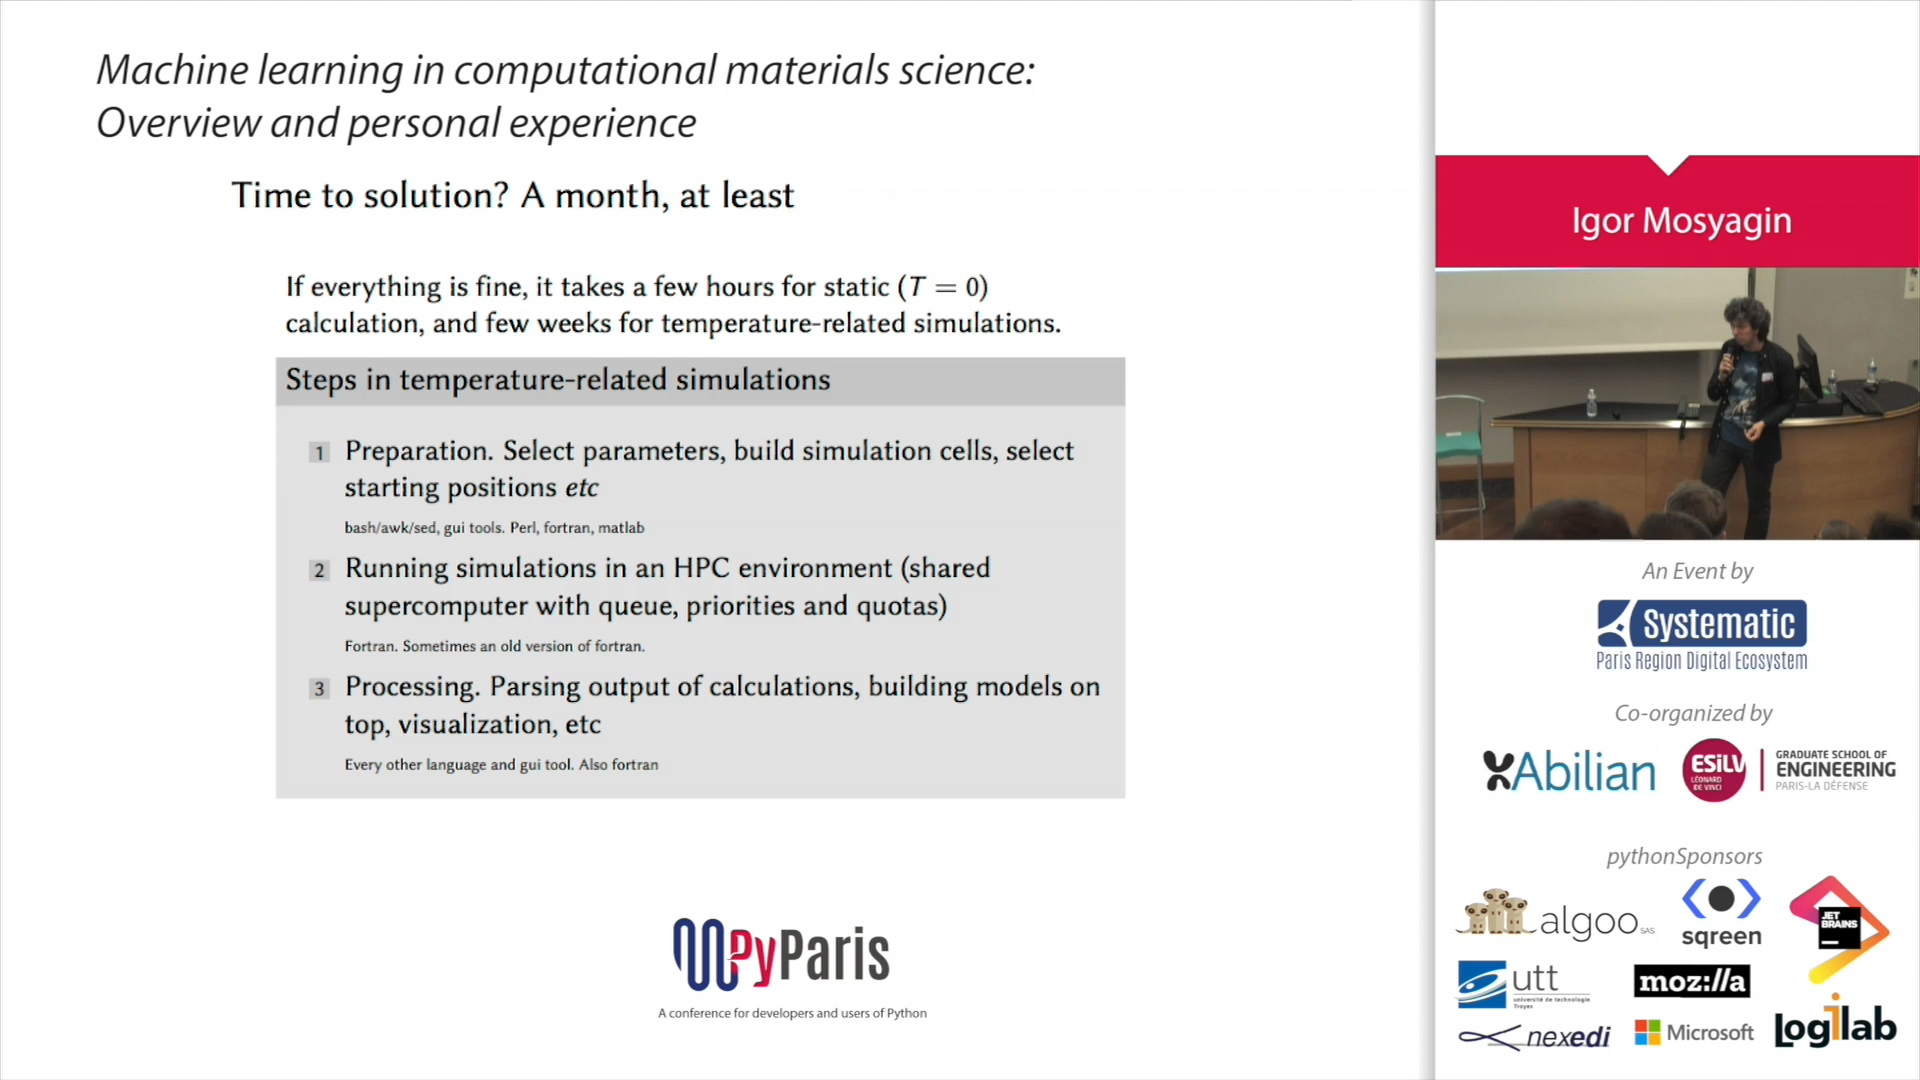 Machine learning in computational materials science:
Overview and personal experience
Time to solution? A month, at least
If everything is fine, it takes a few hours for static (T = 0)
calculation, and few weeks for temperature-related simulations.
Steps in temperature-related simulations
1 Preparation. Select parameters, build simulation cells, select
starting positions etc
bash/awk/sed, gui tools. Perl, fortran, matlab
2 Running simulations in an HPC environment (shared
supercomputer with queue, priorities and quotas)
Fortran. Sometimes an old version of fortran.
3 Processing. Parsing output of calculations, building models on
top, visualization, etc
Every other language and gui tool. Also fortran
PyParis
A conference for developers and users of Python
Igor Mosyagin
An Event by
Systematic
Paris Region Digital Ecosystem
Co-organized by
Abilian
ESILV
LÉONARD
DE VINCI
GRADUATE SCHOOL OF
ENGINEERING
PARIS-LA DÉFENSE
pythonSponsors
algoo SAS
sqreen
JET
BRAINS
utt
université de technologie
Troyes
moz://a
nexedi
Microsoft
logilab